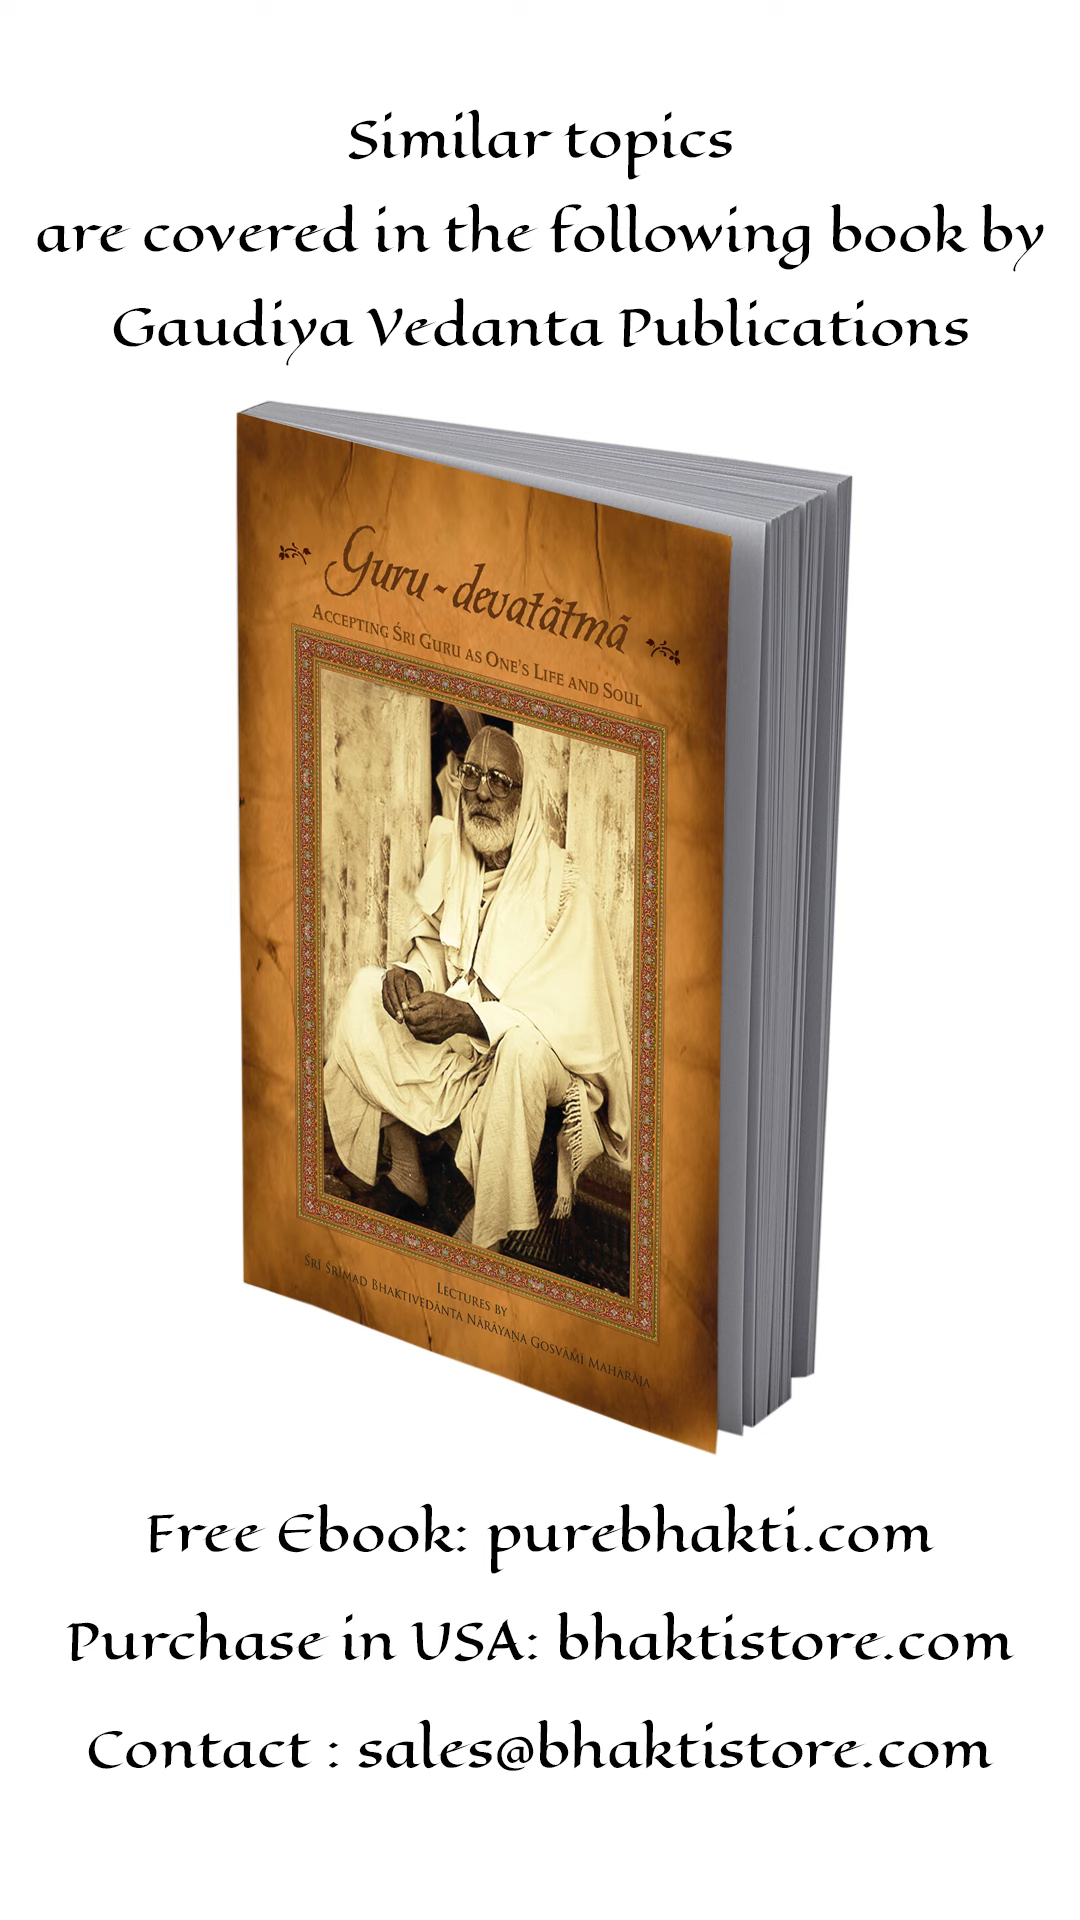 Similar topics
are covered in the following book by
Gaudiya Vedanta Publications
Guru-devatātmā
Accepting Śrī Guru as One's Life and Soul
Lectures by
Śrī Śrīmad Bhaktivedānta Nārāyaṇa Gosvāmī Mahārāja
Free Ebook: purebhakti.com
Purchase in USA: bhaktistore.com
Contact : sales@bhaktistore.com